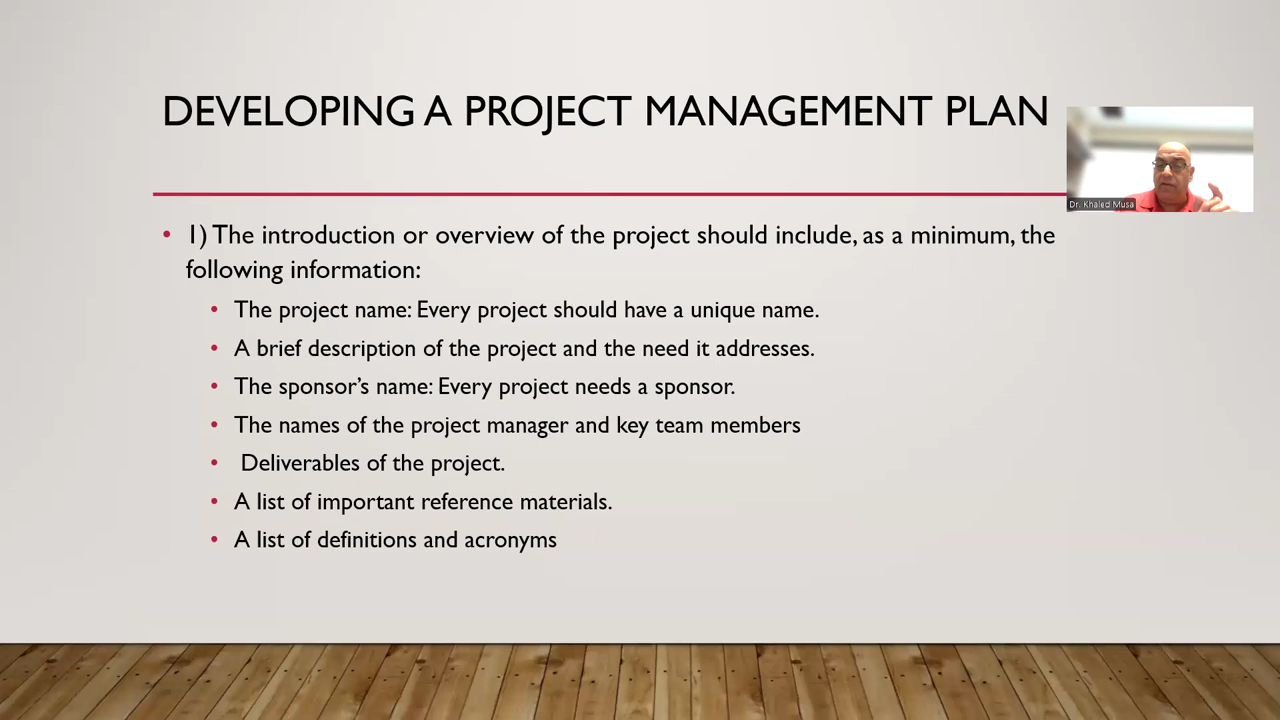 DEVELOPING A PROJECT MANAGEMENT PLAN
Dr. Khaled Musa
• 1) The introduction or overview of the project should include, as a minimum, the
following information:
• The project name: Every project should have a unique name.
• A brief description of the project and the need it addresses.
• The sponsor’s name: Every project needs a sponsor.
• The names of the project manager and key team members
• Deliverables of the project.
• A list of important reference materials.
• A list of definitions and acronyms